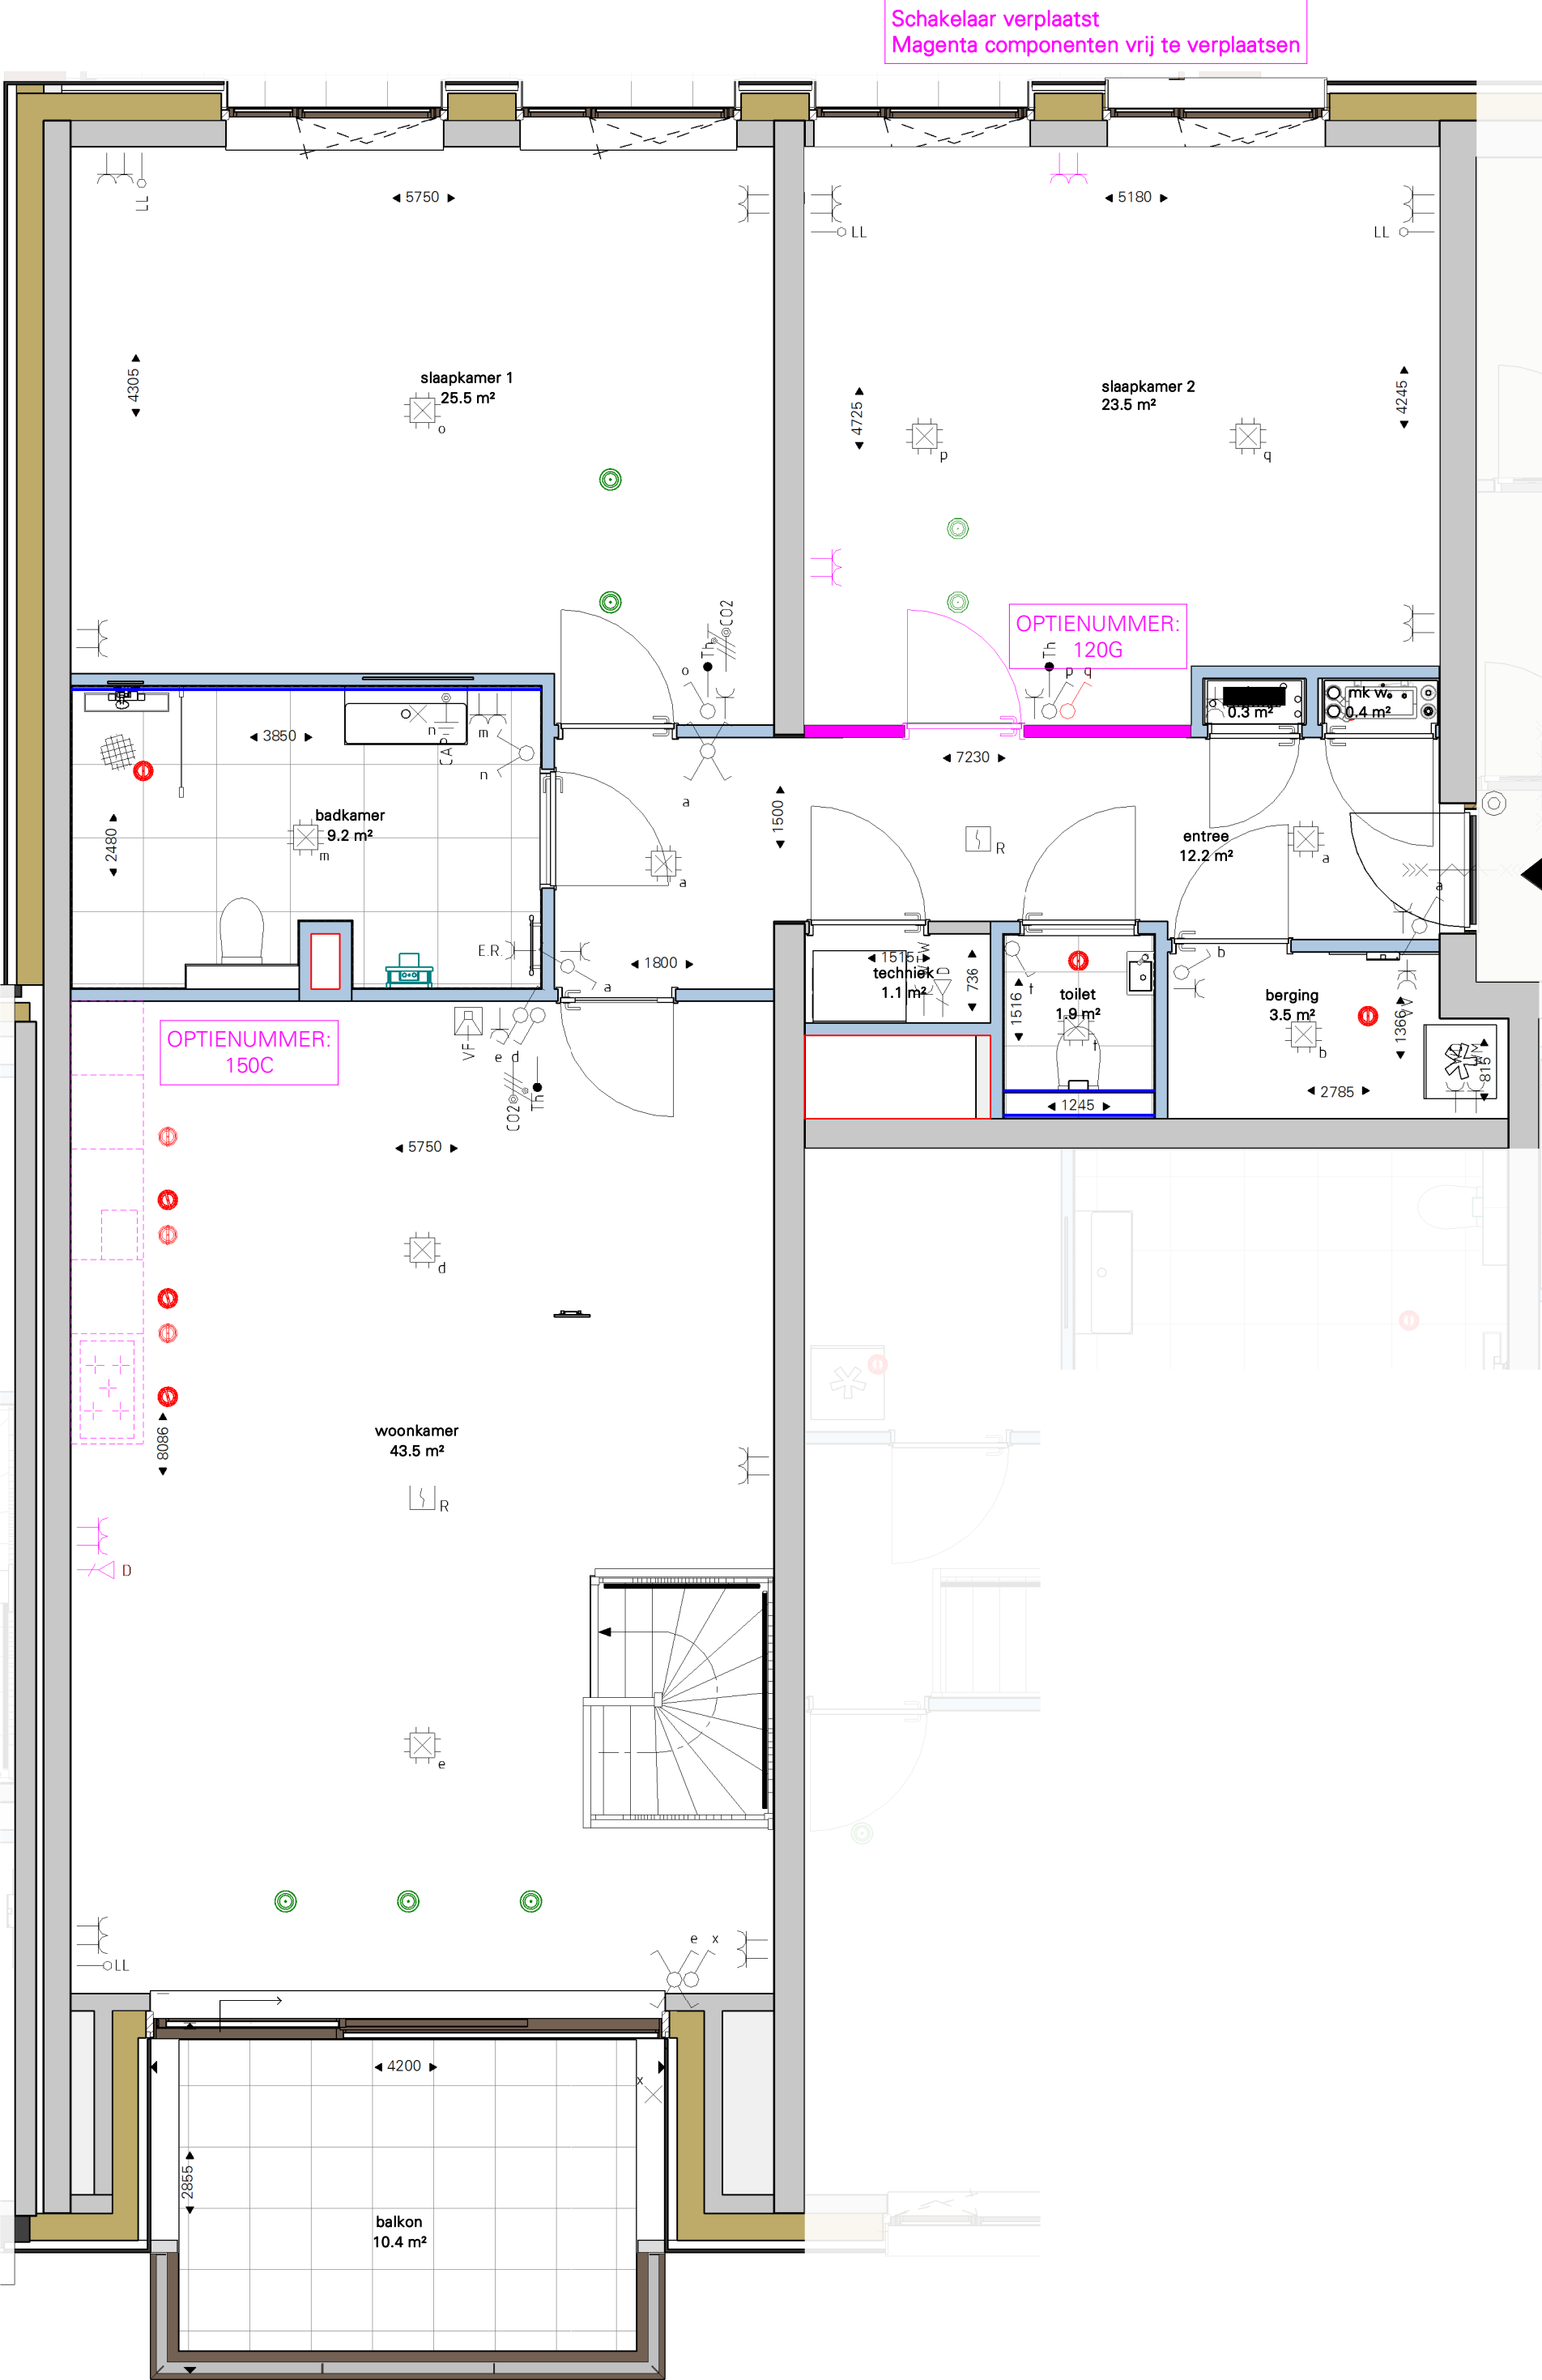 Schakelaar verplaatst
Magenta componenten vrij te verplaatsen
LL
5750
5180
LL
LL
4305
slaapkamer 1
25.5 m²
o
4725
slaapkamer 2
23.5 m²
4245
p
q
CO2
Th
o
OPTIENUMMER:
120G
Th
p q
0.3 m²
mk w.
0.4 m²
3850
n
CAP
m
n
7230
a
badkamer
9.2 m²
m
2480
1500
a
R
entree
12.2 m²
a
a
E.R.
a
1800
1515
techniek
1.1 m²
D
736
t
1516
toilet
1.9 m²
t
b
berging
3.5 m²
b
1366
815
2785
1245
OPTIENUMMER:
150C
VF
e d
CO2
Th
5750
d
woonkamer
43.5 m²
8086
R
D
e
LL
e x
4200
x
2855
balkon
10.4 m²